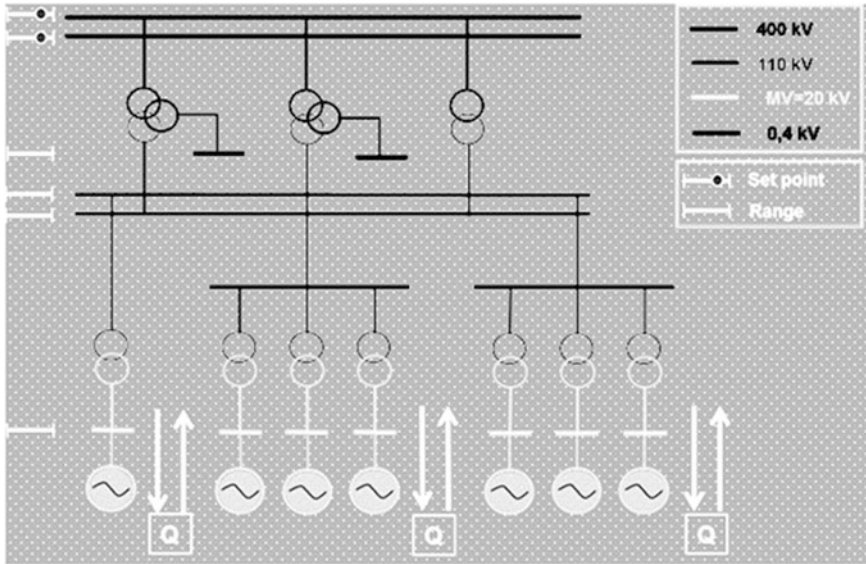 400 kV
110 kV
MV=20 kV
0,4 kV
Set point
Range
Q
Q
Q